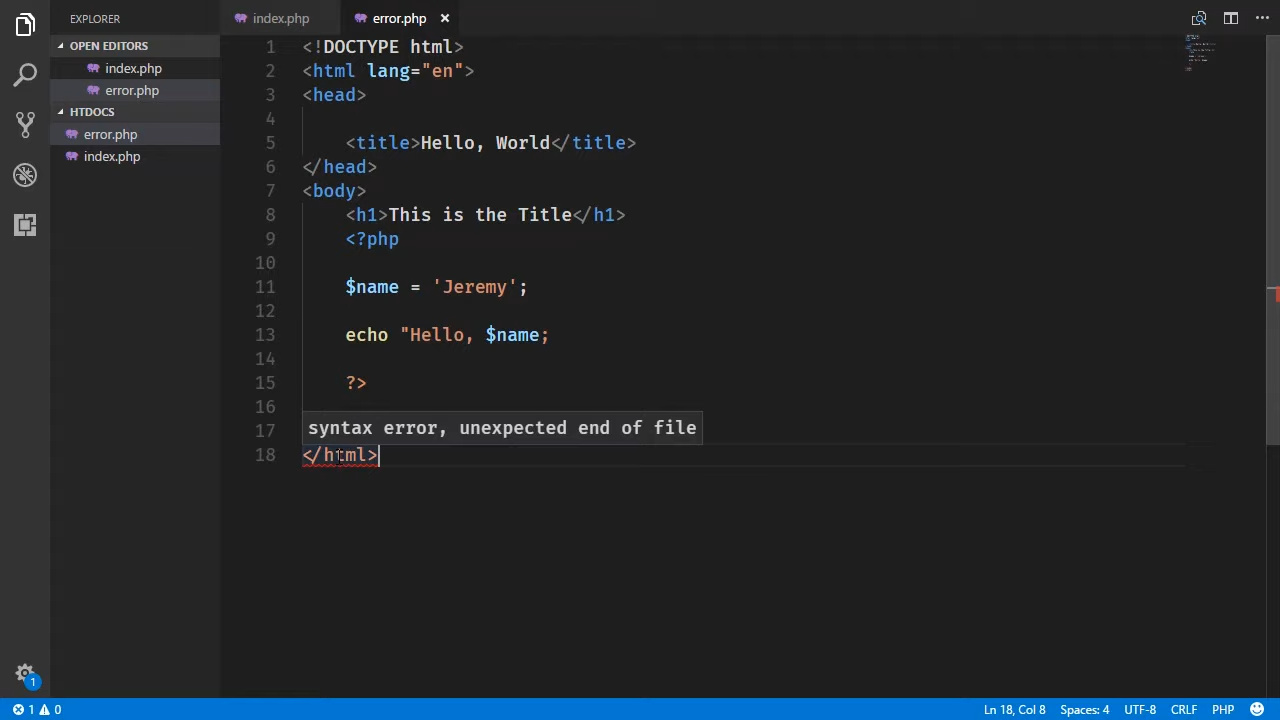 EXPLORER
OPEN EDITORS
index.php
error.php
HTDOCS
error.php
index.php
index.php error.php ×
1 <!DOCTYPE html>
2 <html lang="en">
3 <head>
4
5 <title>Hello, World</title>
6 </head>
7 <body>
8 <h1>This is the Title</h1>
9 <?php
10
11 $name = 'Jeremy';
12
13 echo "Hello, $name;
14
15 ?>
16
syntax error, unexpected end of file
17
18 </html>
1
1 0
Ln 18, Col 8 Spaces: 4 UTF-8 CRLF PHP